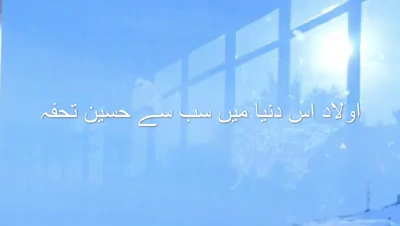 اولاد اس دنیا میں سب سے حسین تحفہ